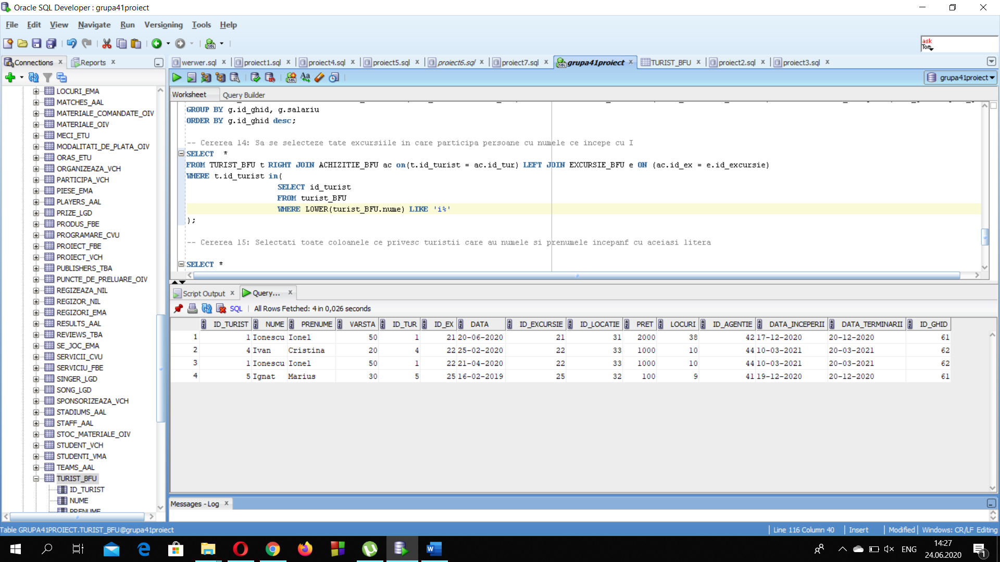 Oracle SQL Developer : grupa41proiect
File Edit View Navigate Run Versioning Tools Help
ask
Tom
Connections Reports
werwer.sql proiect1.sql proiect4.sql proiect5.sql proiect6.sql proiect7.sql grupa41proiect TURIST_BFU proiect2.sql proiect3.sql
grupa41proiect
Worksheet Query Builder
LOCURI_EMA
MATCHES_AAL
MATERIALE_COMANDATE_OIV
MATERIALE_OIV
MECI_ETU
MODALITATI_DE_PLATA_OIV
ORAS_ETU
ORGANIZEAZA_VCH
PARTICIPA_VCH
PIESE_EMA
PLAYERS_AAL
PRIZE_LGD
PRODUS_FBE
PROGRAMARE_CVU
PROIECT_FBE
PROIECT_VCH
PUBLISHERS_TBA
PUNCTE_DE_PRELUARE_OIV
REGIZEAZA_NIL
REGIZOR_NIL
REGIZORI_EMA
RESULTS_AAL
REVIEWS_TBA
SE_JOC_EMA
SERVICII_CVU
SERVICIU_FBE
SINGER_LGD
SONG_LGD
SPONSORIZEAZA_VCH
STADIUMS_AAL
STAFF_AAL
STOC_MATERIALE_OIV
STUDENT_VCH
STUDENTI_VMA
TEAMS_AAL
TURIST_BFU
ID_TURIST
NUME
PRENUME
GROUP BY g.id_ghid, g.salariu
ORDER BY g.id_ghid desc;
-- Cererea 14: Sa se selecteze tate excursiile in care participa persoane cu numele ce incepe cu I
SELECT *
FROM TURIST_BFU t RIGHT JOIN ACHIZITIE_BFU ac on(t.id_turist = ac.id_tur) LEFT JOIN EXCURSIE_BFU e ON (ac.id_ex = e.id_excursie)
WHERE t.id_turist in(
SELECT id_turist
FROM turist_BFU
WHERE LOWER(turist_BFU.nume) LIKE 'i%'
);
-- Cererea 15: Selectati toate coloanele ce privesc turistii care au numele si prenumele incepanf cu aceiasi litera
SELECT *
Script Output Query...
SQL All Rows Fetched: 4 in 0,026 seconds
ID_TURIST NUME PRENUME VARSTA ID_TUR ID_EX DATA ID_EXCURSIE ID_LOCATIE PRET LOCURI ID_AGENTIE DATA_INCEPERII DATA_TERMINARII ID_GHID
1 1 Ionescu Ionel 50 1 21 20-06-2020 21 31 2000 38 42 17-12-2020 20-12-2020 61
2 4 Ivan Cristina 20 4 22 25-02-2020 22 33 1000 10 44 10-03-2021 20-03-2021 62
3 1 Ionescu Ionel 50 1 22 21-04-2020 22 33 1000 10 44 10-03-2021 20-03-2021 62
4 5 Ignat Marius 30 5 25 16-02-2019 25 32 100 9 41 19-12-2020 20-12-2020 61
Messages - Log
Table GRUPA41PROIECT.TURIST_BFU@grupa41proiect
Line 116 Column 40 Insert Modified Windows: CR/LF Editing
ENG
14:27
24.06.2020
1